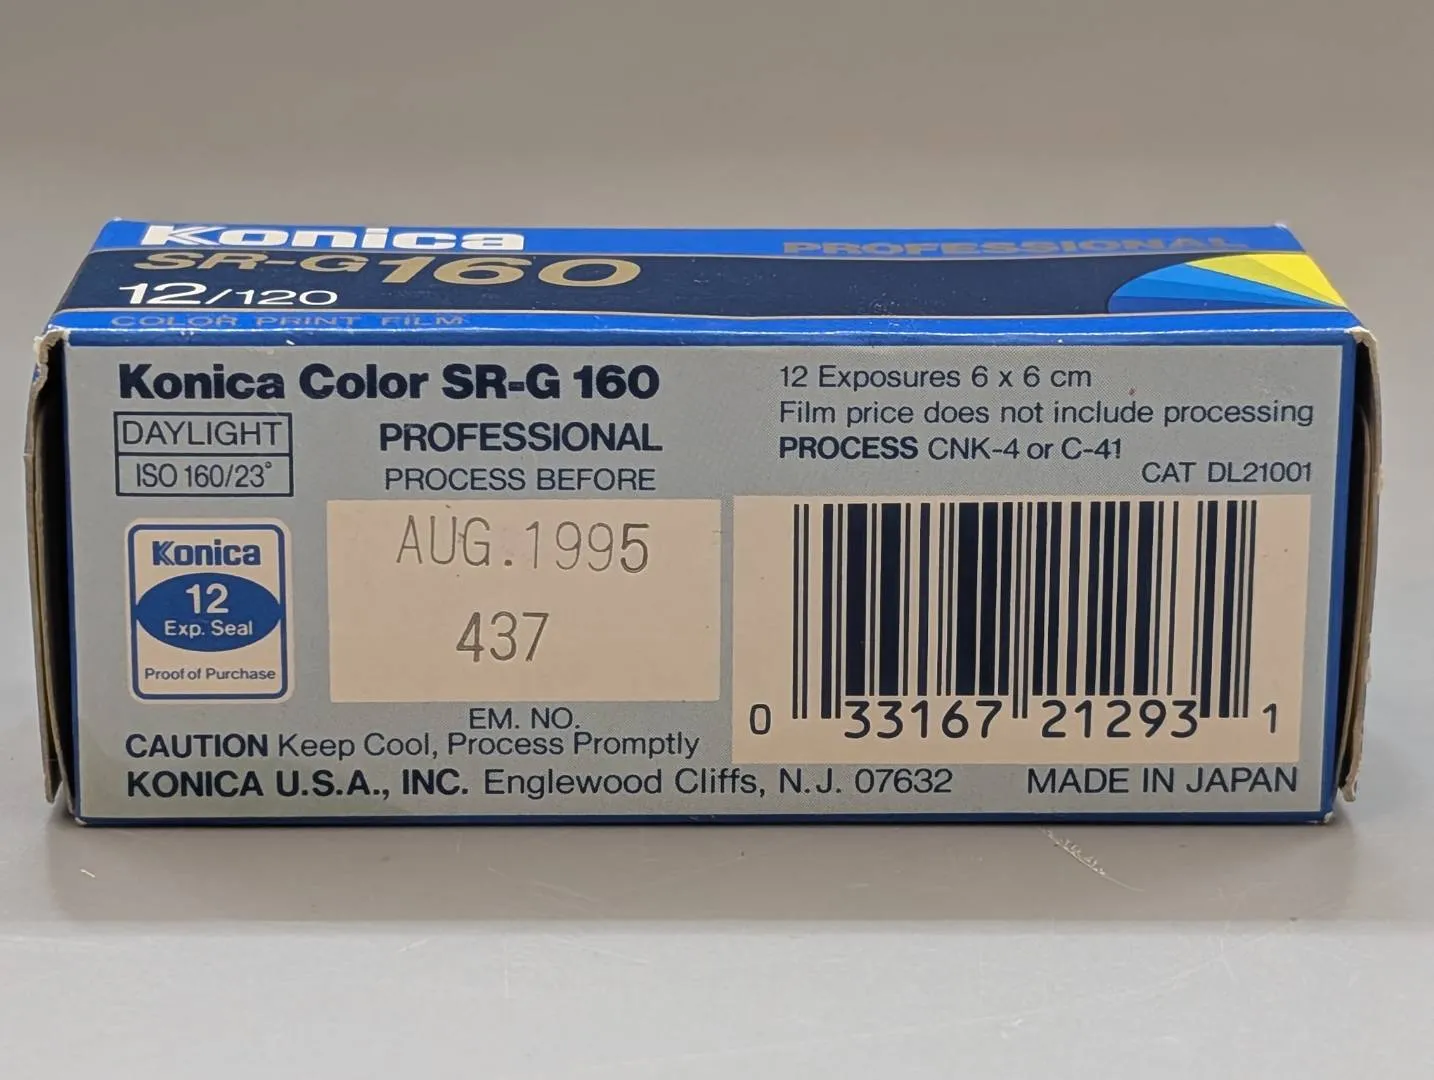 Konica PROFESSIONAL
SR-G 160
12/120
COLOR PRINT FILM
Konica Color SR-G 160
DAYLIGHT
ISO 160/23°
PROFESSIONAL
PROCESS BEFORE
AUG.1995
437
EM. NO.
Konica
12
Exp. Seal
Proof of Purchase
12 Exposures 6 x 6 cm
Film price does not include processing
PROCESS CNK-4 or C-41
CAT DL21001
0 33167 21293 1
CAUTION Keep Cool, Process Promptly
KONICA U.S.A., INC. Englewood Cliffs, N.J. 07632 MADE IN JAPAN